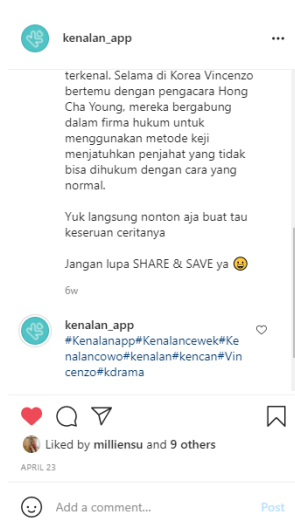 kenalan_app
terkenal. Selama di Korea Vincenzo
bertemu dengan pengacara Hong
Cha Young, mereka bergabung
dalam firma hukum untuk
menggunakan metode keji
menjatuhkan penjahat yang tidak
bisa dihukum dengan cara yang
normal.
Yuk langsung nonton aja buat tau
keseruan ceritanya
Jangan lupa SHARE & SAVE ya 😀
6w
kenalan_app
#Kenalanapp#Kenalancewek#Ke
nalancowo#kenalan#kencan#Vin
cenzo#kdrama
Liked by milliensu and 9 others
APRIL 23
Add a comment...
Post